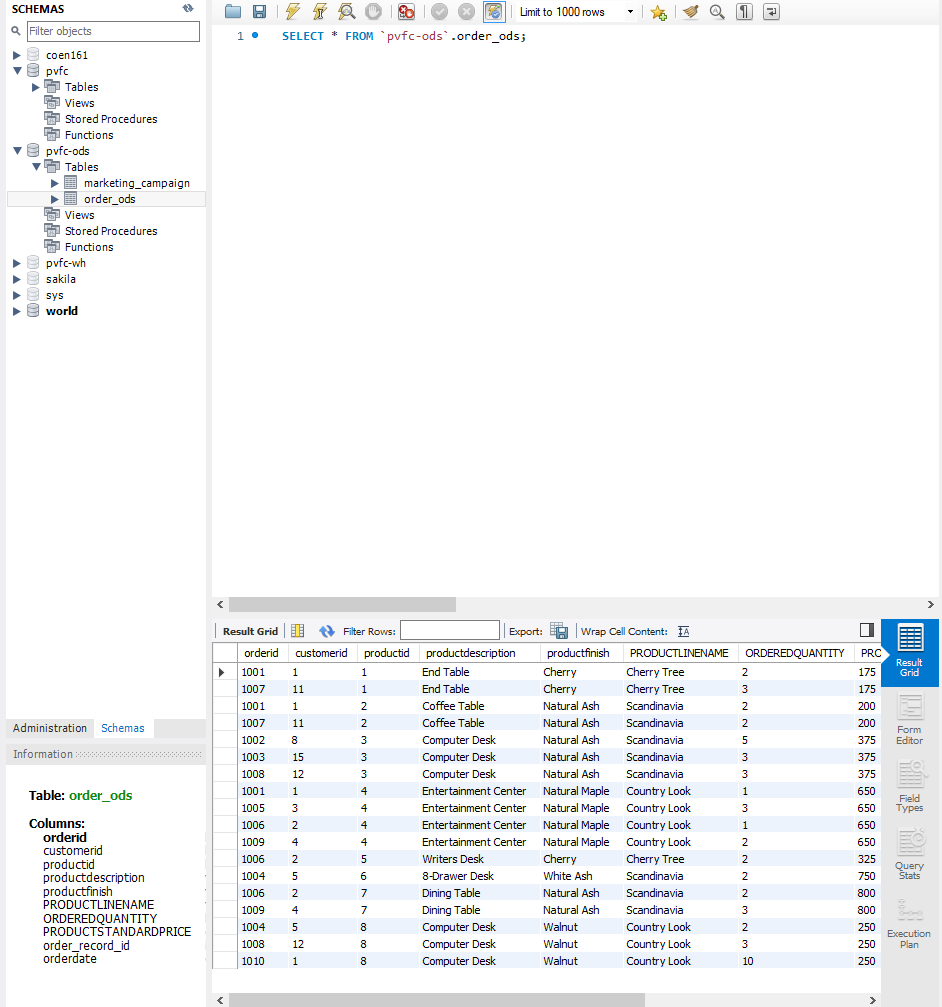 SCHEMAS
Filter objects
coen161
pvfc
Tables
Views
Stored Procedures
Functions
pvfc-ods
Tables
marketing_campaign
order_ods
Views
Stored Procedures
Functions
pvfc-wh
sakila
sys
world
Administration Schemas
Information
Table: order_ods
Columns:
orderid
customerid
productid
productdescription
productfinish
PRODUCTLINENAME
ORDEREDQUANTITY
PRODUCTSTANDARDPRICE
order_record_id
orderdate
Limit to 1000 rows
1 SELECT * FROM `pvfc-ods`.order_ods;
Result Grid Filter Rows: Export: Wrap Cell Content:
orderid customerid productid productdescription productfinish PRODUCTLINENAME ORDEREDQUANTITY PRO
1001 1 1 End Table Cherry Cherry Tree 2 175
1007 11 1 End Table Cherry Cherry Tree 3 175
1001 1 2 Coffee Table Natural Ash Scandinavia 2 200
1007 11 2 Coffee Table Natural Ash Scandinavia 2 200
1002 8 3 Computer Desk Natural Ash Scandinavia 5 375
1003 15 3 Computer Desk Natural Ash Scandinavia 3 375
1008 12 3 Computer Desk Natural Ash Scandinavia 3 375
1001 1 4 Entertainment Center Natural Maple Country Look 1 650
1005 3 4 Entertainment Center Natural Maple Country Look 3 650
1006 2 4 Entertainment Center Natural Maple Country Look 1 650
1009 4 4 Entertainment Center Natural Maple Country Look 2 650
1006 2 5 Writers Desk Cherry Cherry Tree 2 325
1004 5 6 8-Drawer Desk White Ash Scandinavia 2 750
1006 2 7 Dining Table Natural Ash Scandinavia 2 800
1009 4 7 Dining Table Natural Ash Scandinavia 3 800
1004 5 8 Computer Desk Walnut Country Look 2 250
1008 12 8 Computer Desk Walnut Country Look 3 250
1010 1 8 Computer Desk Walnut Country Look 10 250
Result
Grid
Form
Editor
Field
Types
Query
Stats
Execution
Plan